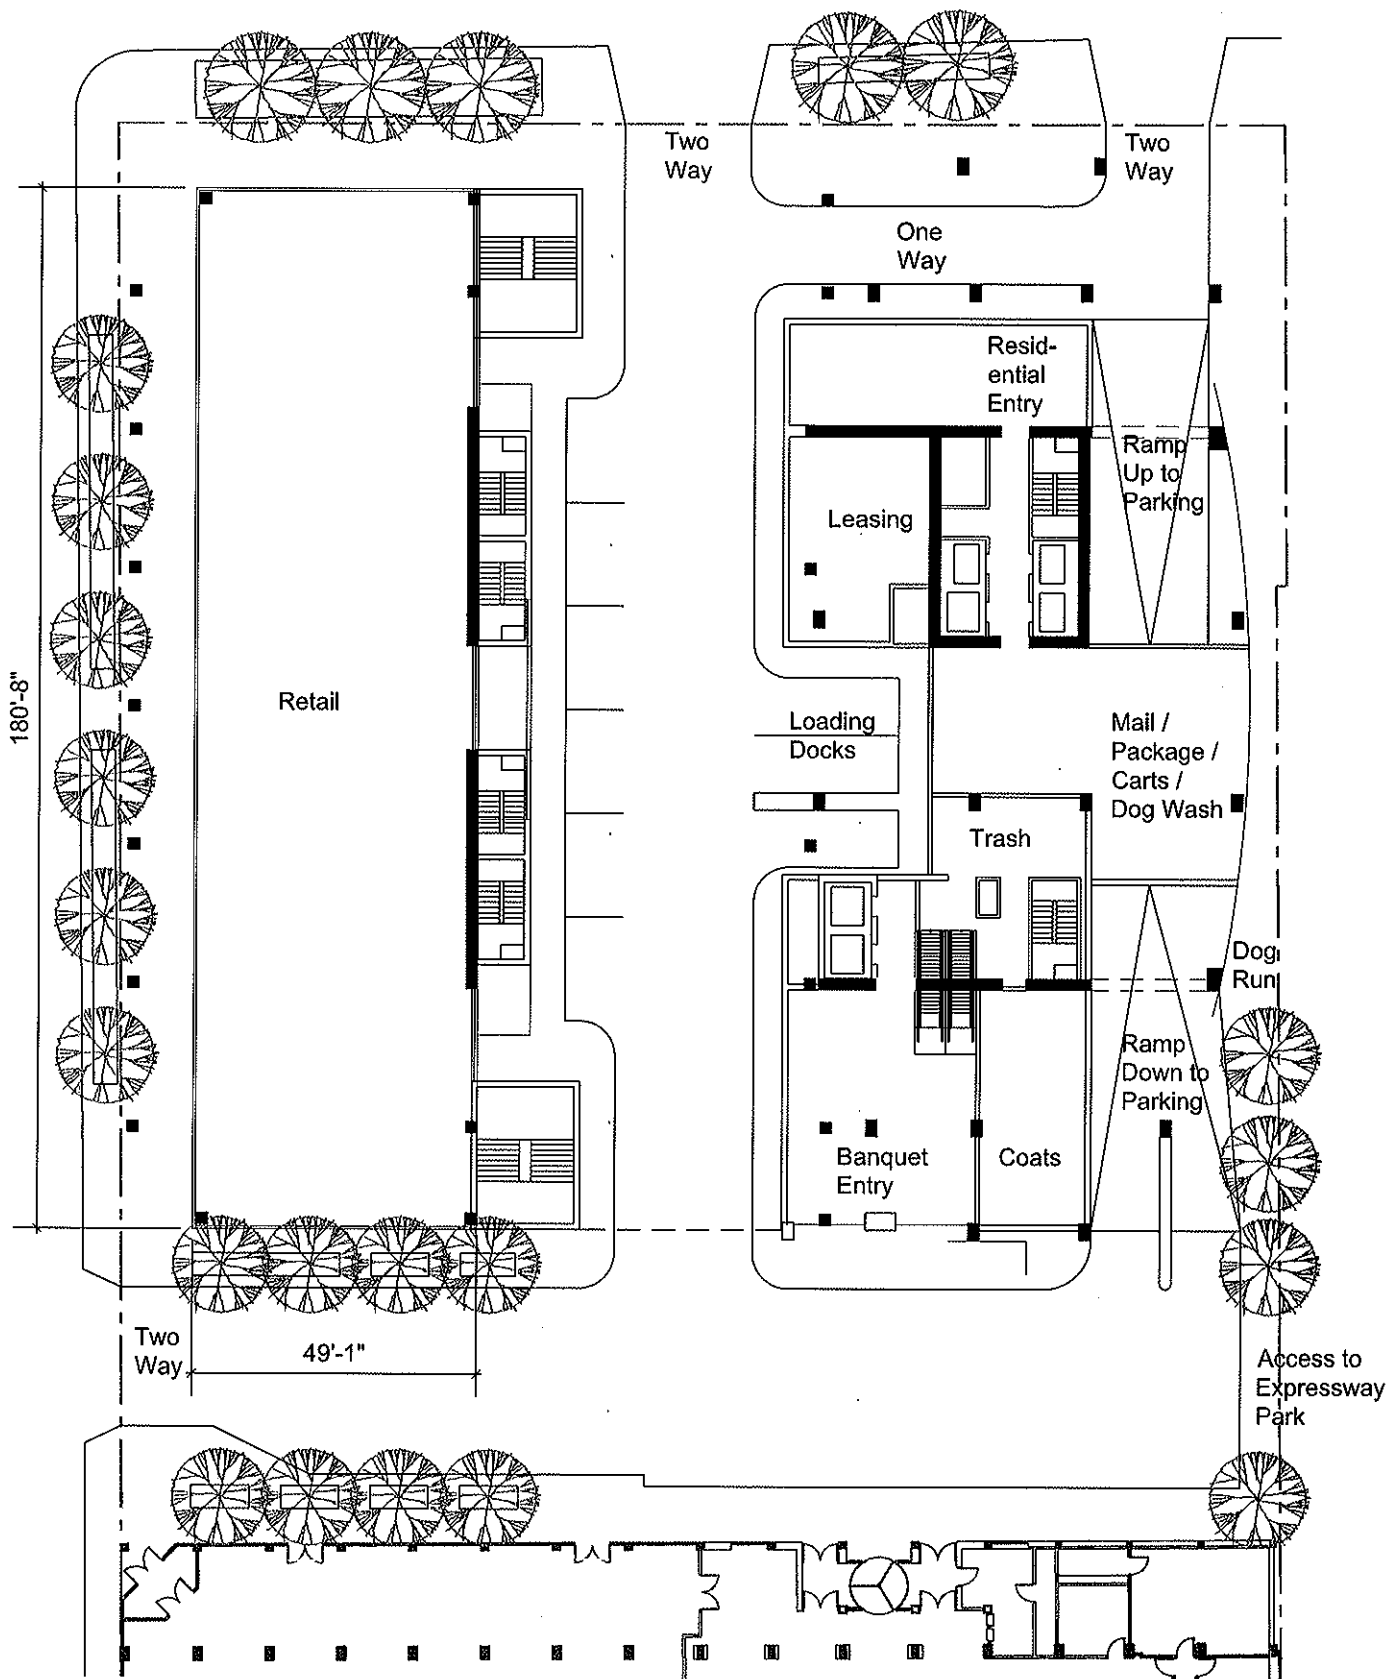 Two
Way
Two
Way
One
Way
Resid-
ential
Entry
Ramp
Up to
Parking
Leasing
180'-8"
Retail
Loading
Docks
Mail /
Package /
Carts /
Dog Wash
Trash
Dog
Run
Ramp
Down to
Parking
Banquet
Entry
Coats
Two
Way
49'-1"
Access to
Expressway
Park